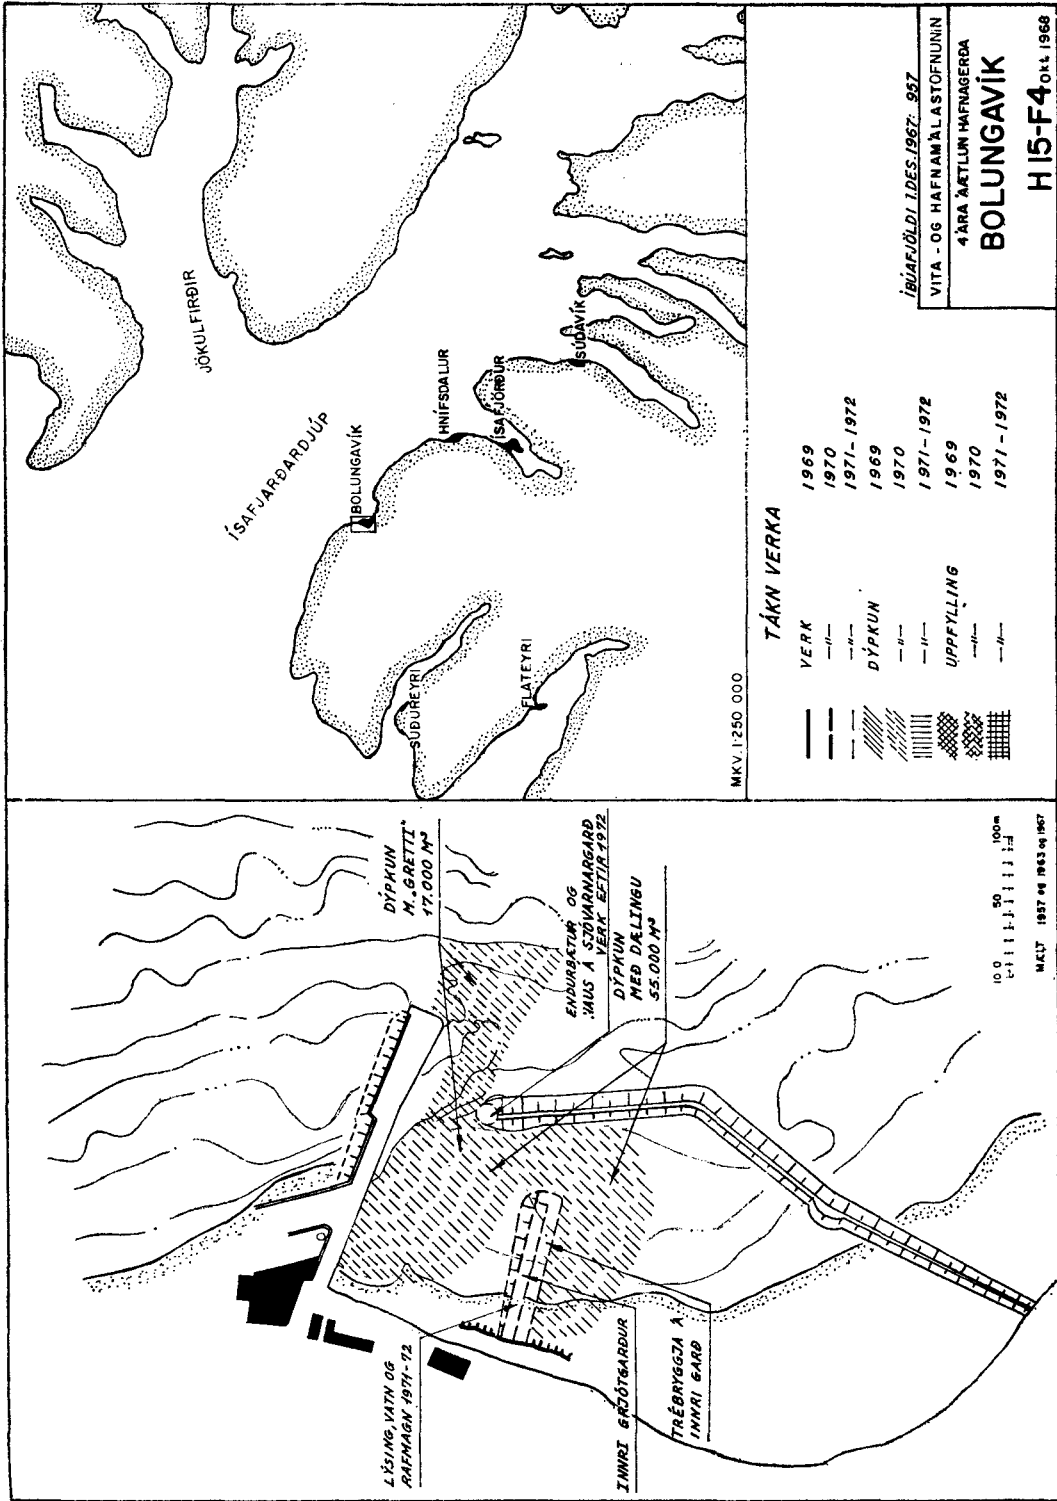 JÖKULFIRÐIR
ÍSAFJARÐARDJÚP
BOLUNGAVÍK
HNÍFSDALUR
ÍSAFJÖRÐUR
SÚÐAVÍK
SUÐUREYRI
FLATEYRI
MKV. 1:250 000
TÁKN VERKA
VERK 1969
—"— 1970
—"— 1971-1972
DÝPKUN 1969
—"— 1970
—"— 1971-1972
UPPFYLLING 1969
—"— 1970
—"— 1971-1972
ÍBÚAFJÖLDI 1.DES.1967: 957
VITA- OG HAFNAMÁLASTOFNUNIN
4 ÁRA ÁÆTLUN HAFNAGERÐA
BOLUNGAVÍK
H15-F4 Okt. 1968
DÝPKUN
M. „GRETTI"
17.000 M³
ENDURBÆTUR OG
HAUS Á SJÓVARNARGARÐ
VERK EFTIR 1972
DÝPKUN
MEÐ DÆLINGU
55.000 M³
LÝSING, VATN OG
RAFMAGN 1971-72
INNRI GRJÓTGARÐUR
TRÉBRYGGJA Á
INNRI GARÐ
10 0 50 100m
MÆLT 1957 og 1963 og 1967